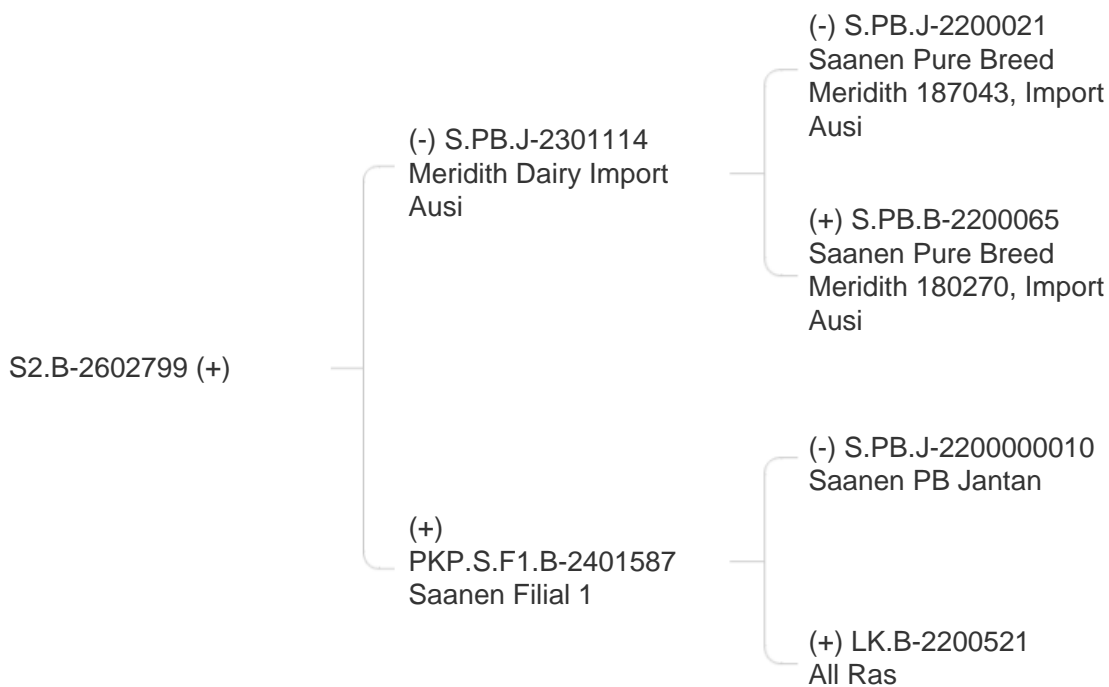 (-) S.PB.J-2200021
Saanen Pure Breed
Meridith 187043, Import
Ausi
(-) S.PB.J-2301114
Meridith Dairy Import
Ausi
(+) S.PB.B-2200065
Saanen Pure Breed
Meridith 180270, Import
Ausi
S2.B-2602799 (+)
(-) S.PB.J-2200000010
Saanen PB Jantan
(+)
PKP.S.F1.B-2401587
Saanen Filial 1
(+) LK.B-2200521
All Ras